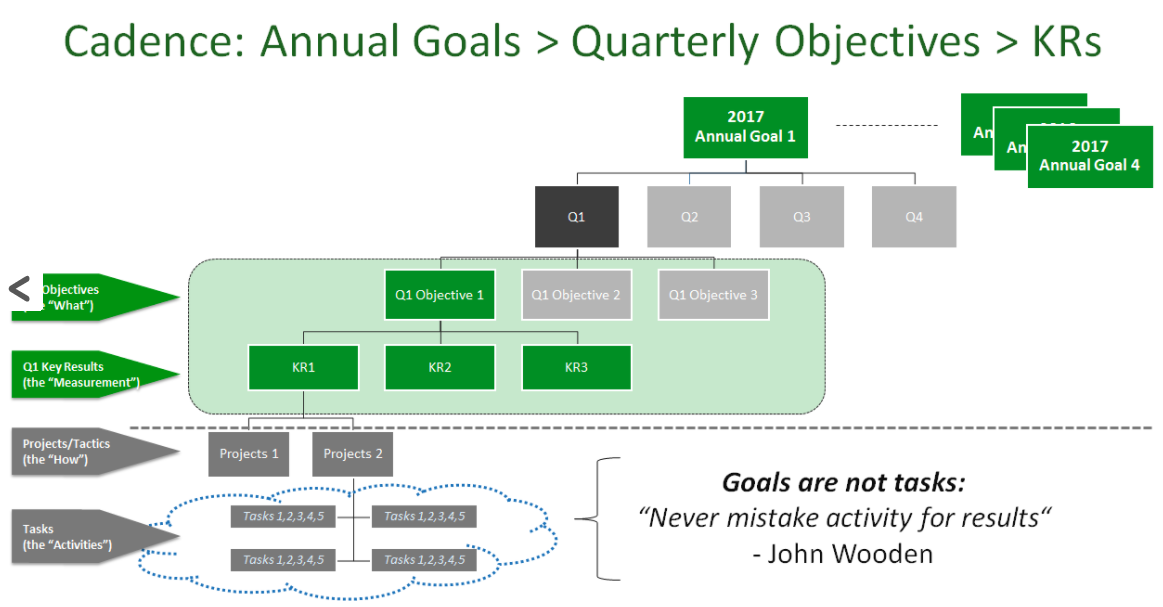 Cadence: Annual Goals > Quarterly Objectives > KRs
2017
Annual Goal 1
An
An
2017
Annual Goal 4
Q1
Q2
Q3
Q4
<
Objectives
"What")
Q1 Objective 1
Q1 Objective 2
Q1 Objective 3
Q1 Key Results
(the “Measurement”)
KR1
KR2
KR3
Projects/Tactics
(the “How”)
Projects 1
Projects 2
Tasks
(the “Activities”)
Tasks 1,2,3,4,5
Tasks 1,2,3,4,5
Tasks 1,2,3,4,5
Tasks 1,2,3,4,5
Goals are not tasks:
“Never mistake activity for results“
- John Wooden